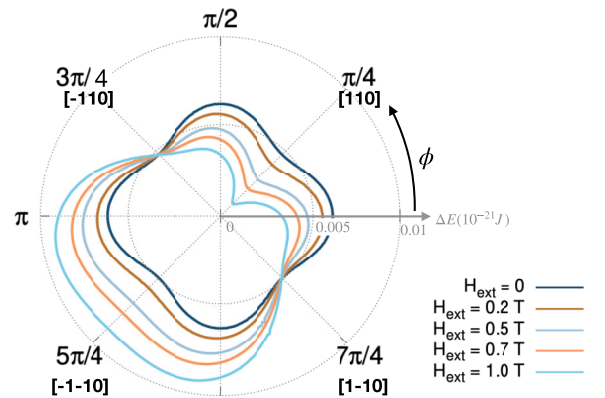 π/2
3π/4
[-110]
π/4
[110]
ϕ
π
0
0.005
0.01
ΔE(10⁻²¹J)
5π/4
[-1-10]
7π/4
[1-10]
H_ext = 0
H_ext = 0.2 T
H_ext = 0.5 T
H_ext = 0.7 T
H_ext = 1.0 T